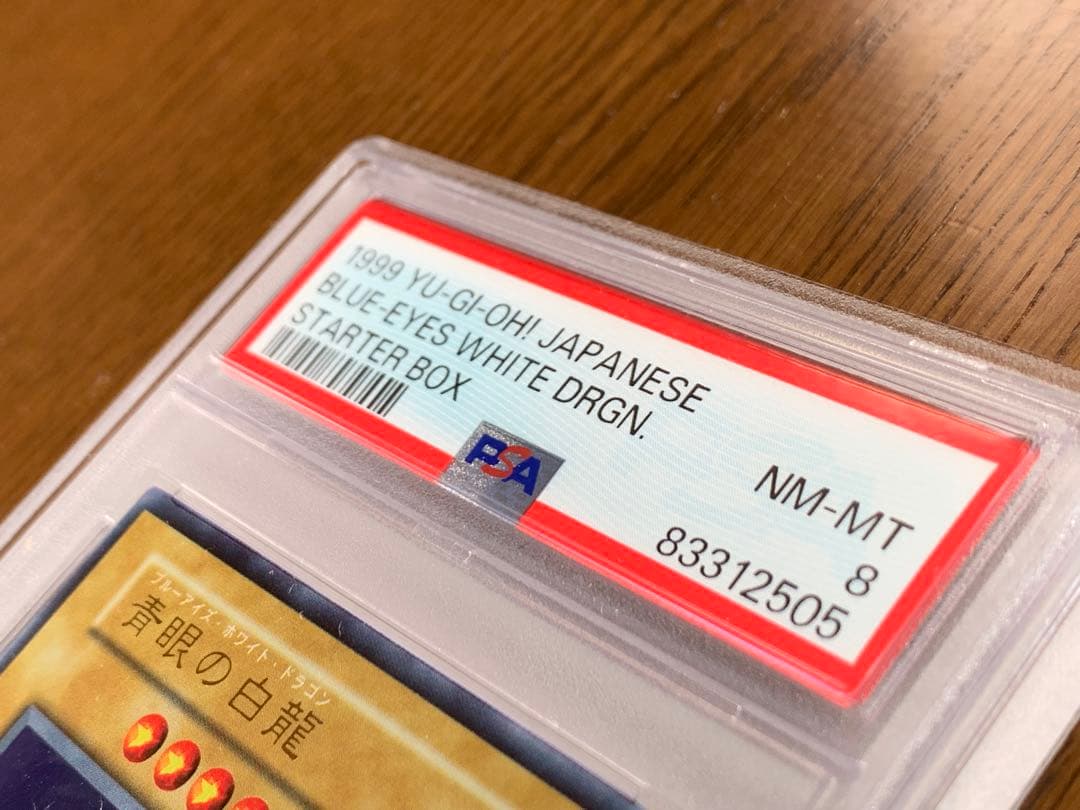 1999 YU-GI-OH! JAPANESE
BLUE-EYES WHITE DRGN.
STARTER BOX
NM-MT
8
83312505
PSA
ブルーアイズ・ホワイト・ドラゴン
青眼の白龍